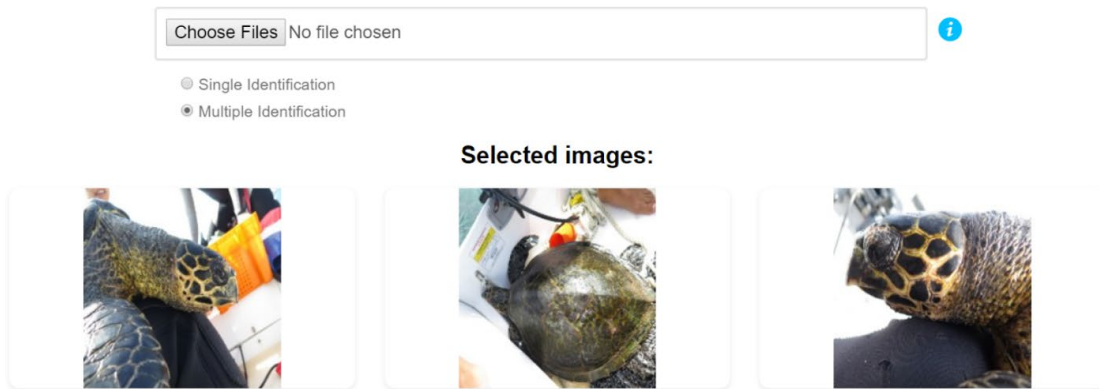 Choose Files No file chosen
Single Identification
Multiple Identification
Selected images: